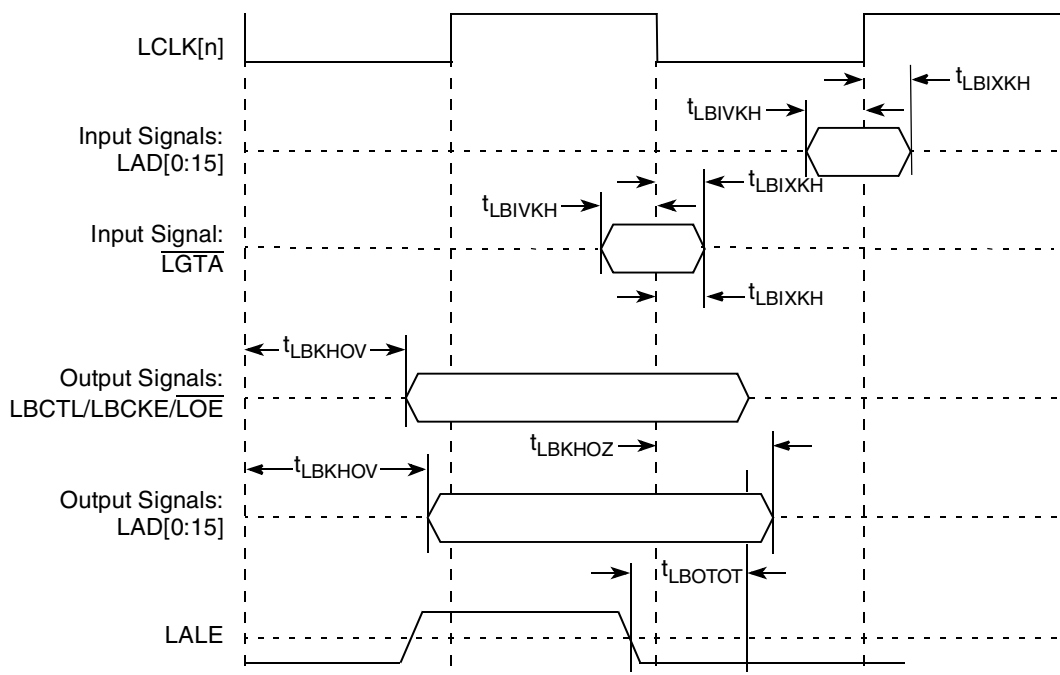 LCLK[n]
tLBIXKH
tLBIVKH
Input Signals:
LAD[0:15]
tLBIXKH
tLBIVKH
Input Signal:
LGTA
tLBIXKH
tLBKHOV
Output Signals:
LBCTL/LBCKE/LOE
tLBKHOZ
tLBKHOV
Output Signals:
LAD[0:15]
tLBOTOT
LALE